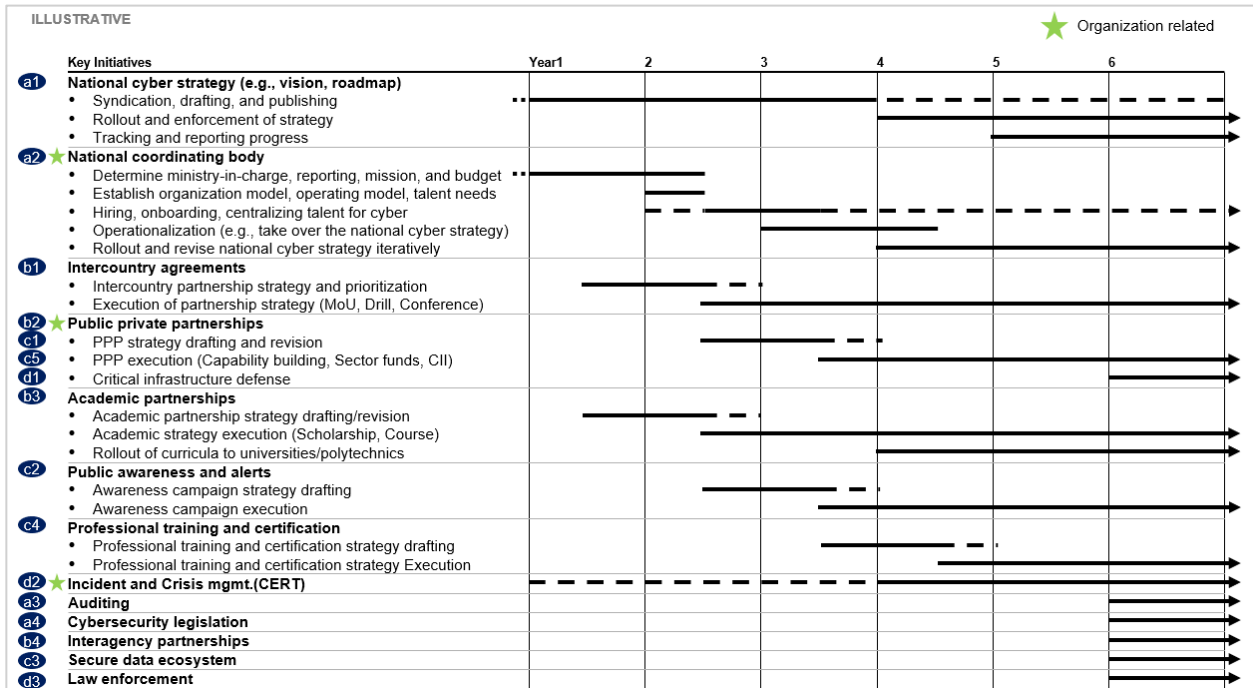 ILLUSTRATIVE
Organization related
Key Initiatives Year1 2 3 4 5 6
a1 National cyber strategy (e.g., vision, roadmap)
• Syndication, drafting, and publishing
• Rollout and enforcement of strategy
• Tracking and reporting progress
a2 National coordinating body
• Determine ministry-in-charge, reporting, mission, and budget
• Establish organization model, operating model, talent needs
• Hiring, onboarding, centralizing talent for cyber
• Operationalization (e.g., take over the national cyber strategy)
• Rollout and revise national cyber strategy iteratively
b1 Intercountry agreements
• Intercountry partnership strategy and prioritization
• Execution of partnership strategy (MoU, Drill, Conference)
b2 Public private partnerships
c1 • PPP strategy drafting and revision
c5 • PPP execution (Capability building, Sector funds, CII)
d1 • Critical infrastructure defense
b3 Academic partnerships
• Academic partnership strategy drafting/revision
• Academic strategy execution (Scholarship, Course)
• Rollout of curricula to universities/polytechnics
c2 Public awareness and alerts
• Awareness campaign strategy drafting
• Awareness campaign execution
c4 Professional training and certification
• Professional training and certification strategy drafting
• Professional training and certification strategy Execution
d2 Incident and Crisis mgmt.(CERT)
a3 Auditing
a4 Cybersecurity legislation
b4 Interagency partnerships
c3 Secure data ecosystem
d3 Law enforcement